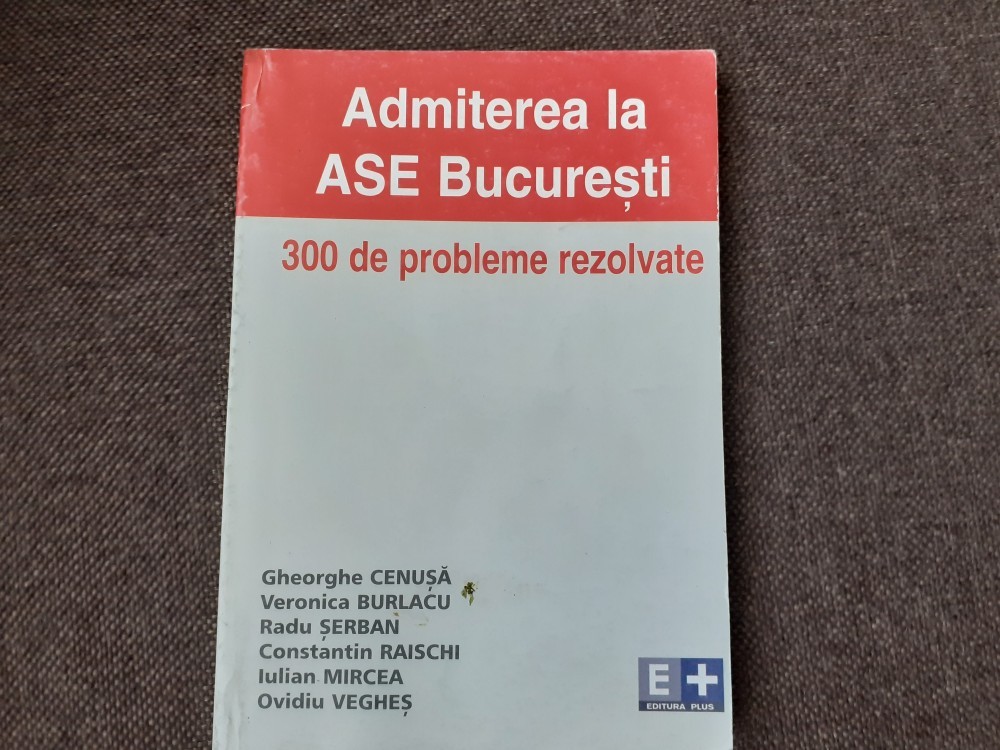 Admiterea la
ASE București
300 de probleme rezolvate
Gheorghe CENUȘĂ
Veronica BURLACU
Radu ȘERBAN
Constantin RAISCHI
Iulian MIRCEA
Ovidiu VEGHEȘ
E+
EDITURA PLUS